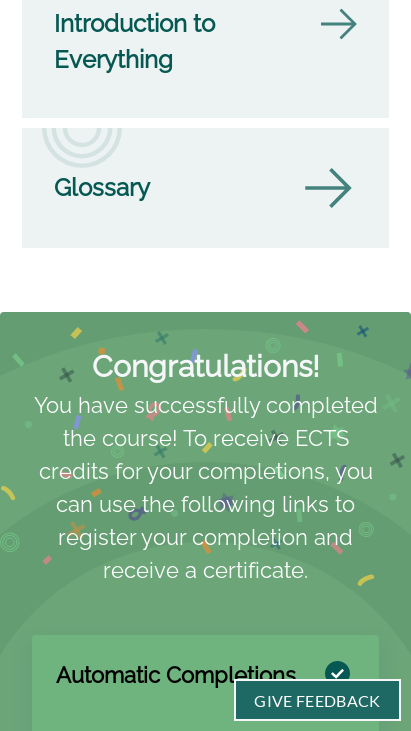 Introduction to
Everything
Glossary
Congratulations!
You have successfully completed
the course! To receive ECTS
credits for your completions, you
can use the following links to
register your completion and
receive a certificate.
Automatic Completions
GIVE FEEDBACK